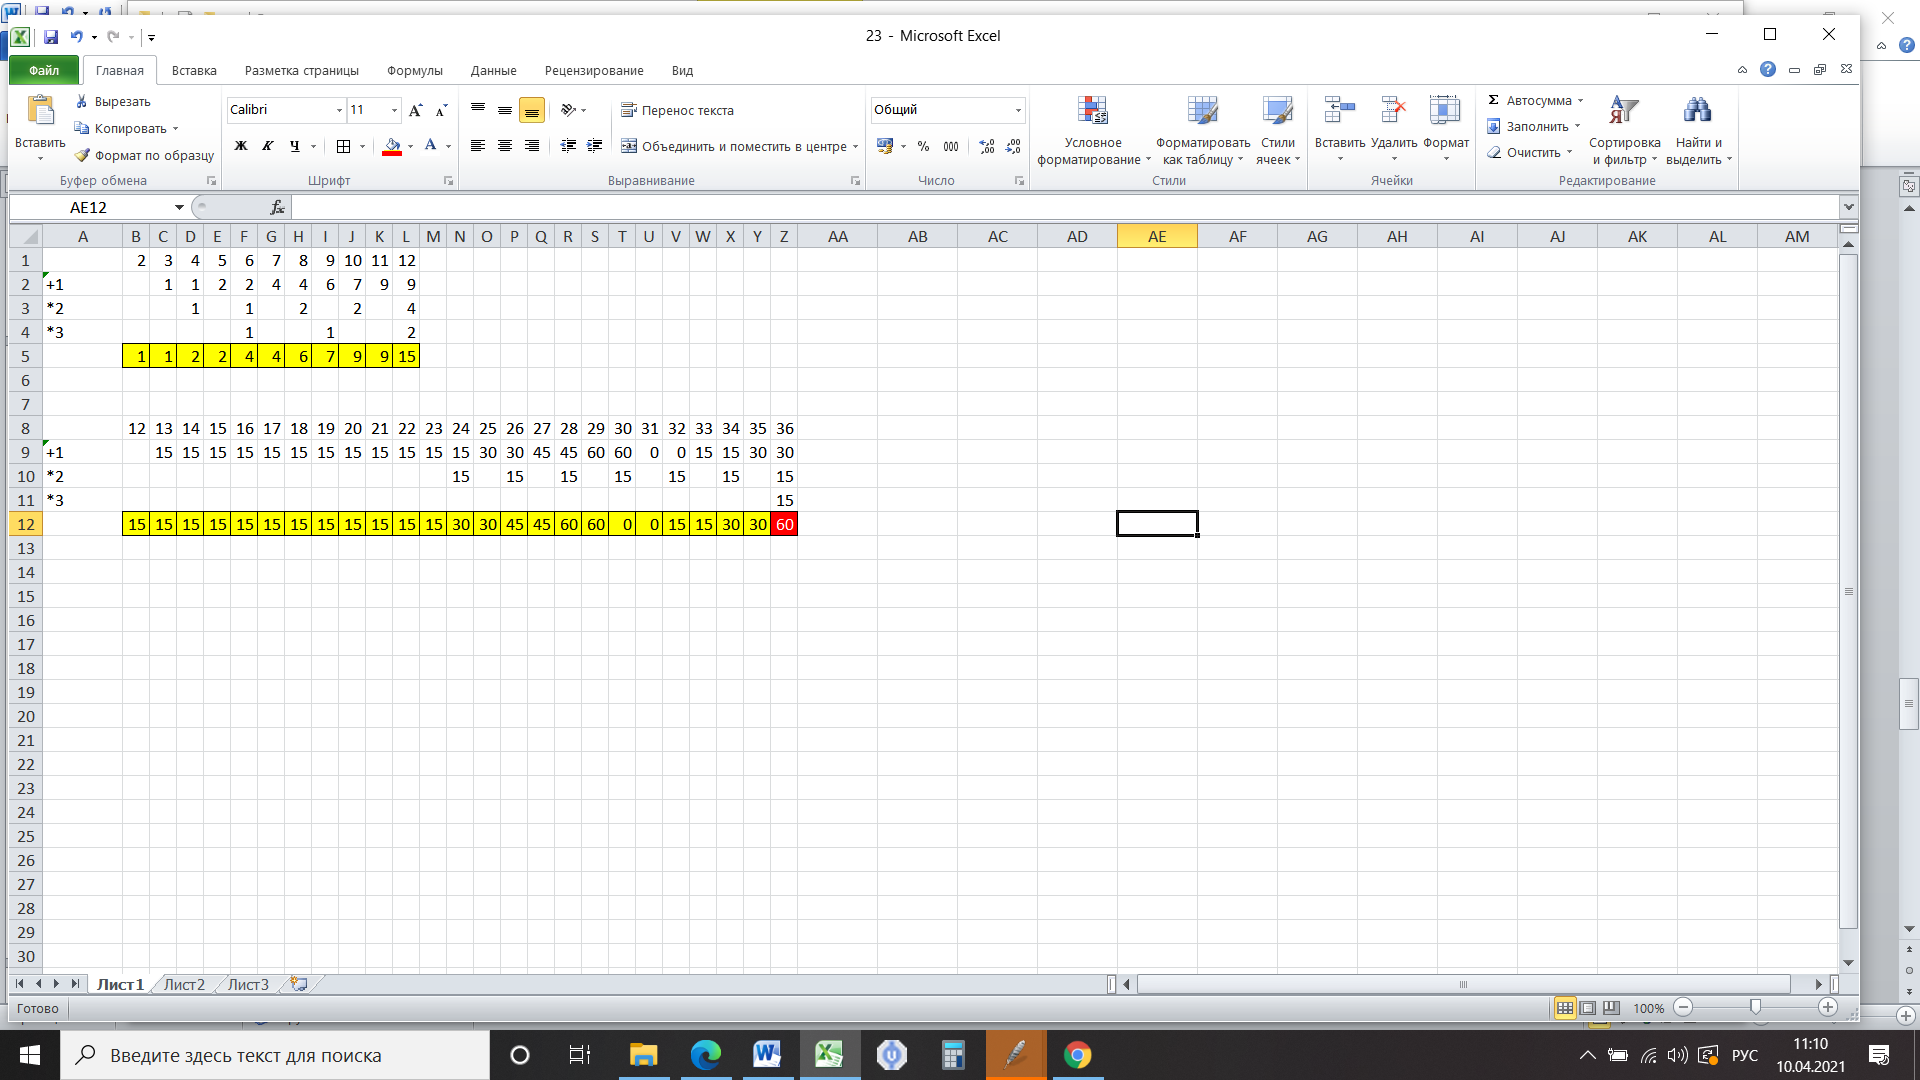 23 - Microsoft Excel
Файл Главная Вставка Разметка страницы Формулы Данные Рецензирование Вид
Вставить
Вырезать
Копировать
Формат по образцу
Буфер обмена
Calibri 11
Ж К Ч
Шрифт
Перенос текста
Объединить и поместить в центре
Выравнивание
Общий
% 000
Число
Условное форматирование
Форматировать как таблицу
Стили ячеек
Стили
Вставить Удалить Формат
Ячейки
Σ Автосумма
Заполнить
Очистить
Сортировка и фильтр
Найти и выделить
Редактирование
AE12 fx
A B C D E F G H I J K L M N O P Q R S T U V W X Y Z AA AB AC AD AE AF AG AH AI AJ AK AL AM
1 2 3 4 5 6 7 8 9 10 11 12
2 +1 1 1 2 2 4 4 6 7 9 9
3 *2 1 1 2 2 4
4 *3 1 1 2
5 1 1 2 2 4 4 6 7 9 9 15
6
7
8 12 13 14 15 16 17 18 19 20 21 22 23 24 25 26 27 28 29 30 31 32 33 34 35 36
9 +1 15 15 15 15 15 15 15 15 15 15 15 15 30 30 45 45 60 60 0 0 15 15 30 30
10 *2 15 15 15 15 15 15 15
11 *3 15
12 15 15 15 15 15 15 15 15 15 15 15 15 30 30 45 45 60 60 0 0 15 15 30 30 60
13
14
15
16
17
18
19
20
21
22
23
24
25
26
27
28
29
30
Лист1 Лист2 Лист3
Готово 100%
Введите здесь текст для поиска
РУС
11:10
10.04.2021